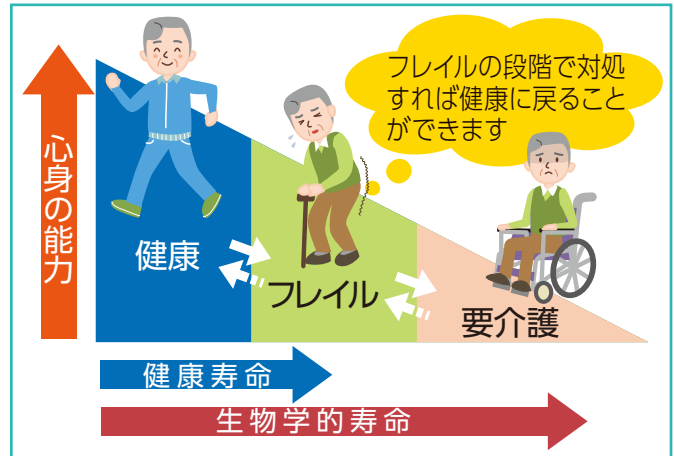 フレイルの段階で対処
すれば健康に戻ること
ができます
心身の能力
健康
フレイル
要介護
健康寿命
生物学的寿命